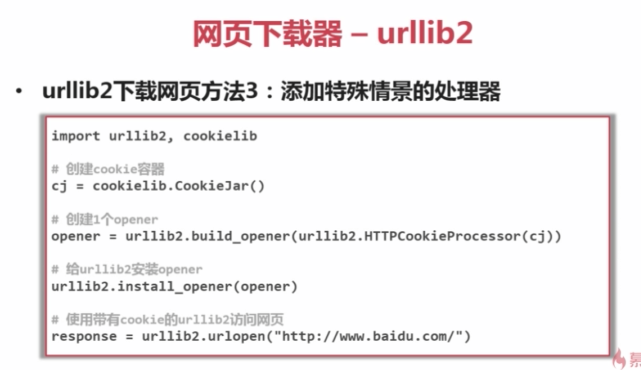 网页下载器 – urllib2
• urllib2下载网页方法3：添加特殊情景的处理器
import urllib2, cookielib
# 创建cookie容器
cj = cookielib.CookieJar()
# 创建1个opener
opener = urllib2.build_opener(urllib2.HTTPCookieProcessor(cj))
# 给urllib2安装opener
urllib2.install_opener(opener)
# 使用带有cookie的urllib2访问网页
response = urllib2.urlopen("http://www.baidu.com/")